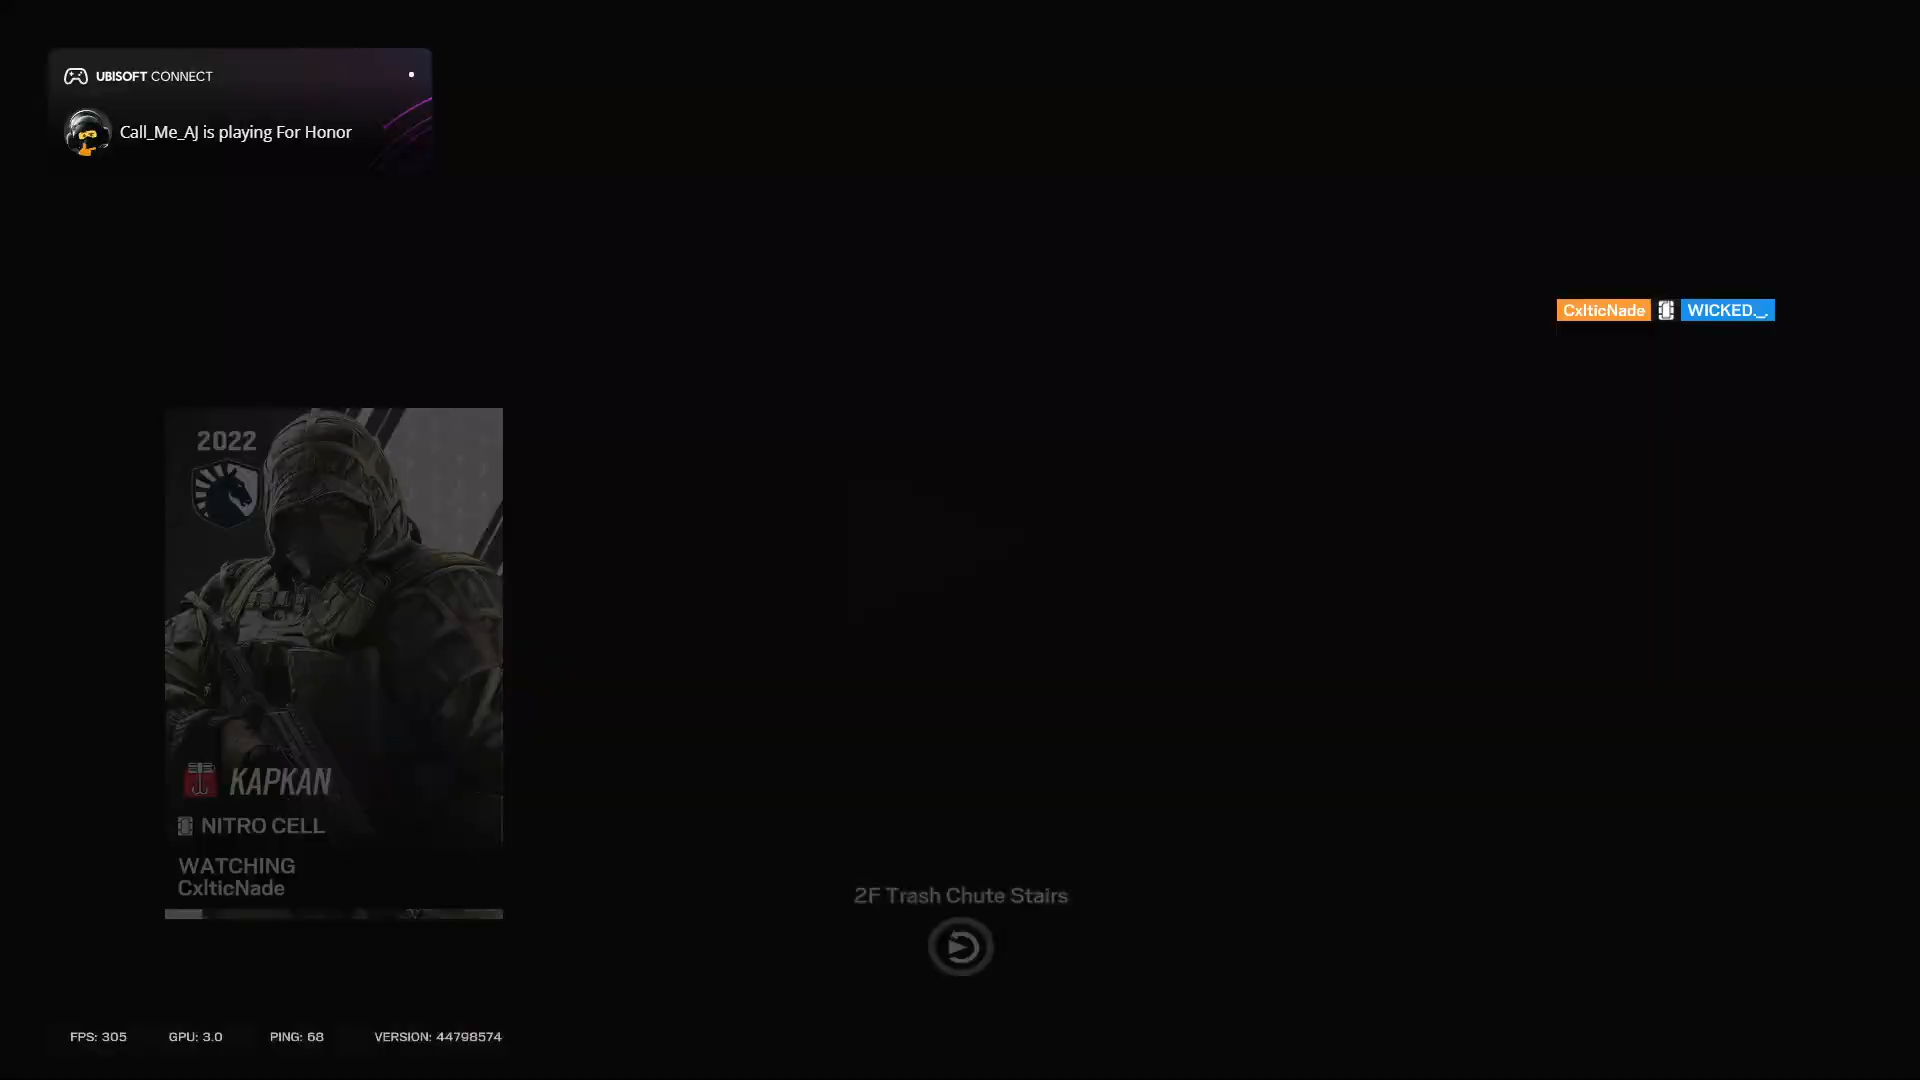 UBISOFT CONNECT
Call_Me_AJ is playing For Honor
CxlticNade WICKED._.
2022
KAPKAN
NITRO CELL
WATCHING
CxlticNade
2F Trash Chute Stairs
FPS: 305 GPU: 3.0 PING: 68 VERSION: 44798574